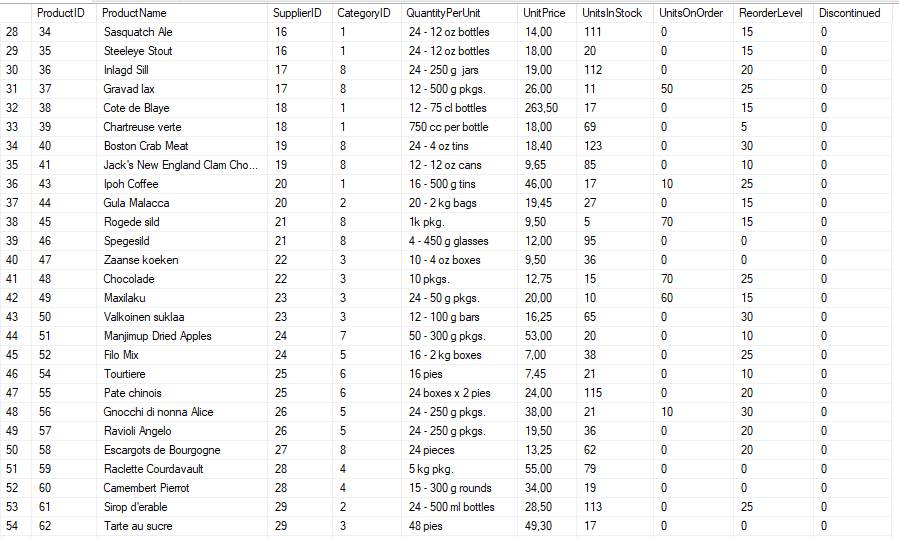 ProductID ProductName SupplierID CategoryID QuantityPerUnit UnitPrice UnitsInStock UnitsOnOrder ReorderLevel Discontinued
28 34 Sasquatch Ale 16 1 24 - 12 oz bottles 14,00 111 0 15 0
29 35 Steeleye Stout 16 1 24 - 12 oz bottles 18,00 20 0 15 0
30 36 Inlagd Sill 17 8 24 - 250 g jars 19,00 112 0 20 0
31 37 Gravad lax 17 8 12 - 500 g pkgs. 26,00 11 50 25 0
32 38 Cote de Blaye 18 1 12 - 75 cl bottles 263,50 17 0 15 0
33 39 Chartreuse verte 18 1 750 cc per bottle 18,00 69 0 5 0
34 40 Boston Crab Meat 19 8 24 - 4 oz tins 18,40 123 0 30 0
35 41 Jack's New England Clam Cho... 19 8 12 - 12 oz cans 9,65 85 0 10 0
36 43 Ipoh Coffee 20 1 16 - 500 g tins 46,00 17 10 25 0
37 44 Gula Malacca 20 2 20 - 2 kg bags 19,45 27 0 15 0
38 45 Rogede sild 21 8 1k pkg. 9,50 5 70 15 0
39 46 Spegesild 21 8 4 - 450 g glasses 12,00 95 0 0 0
40 47 Zaanse koeken 22 3 10 - 4 oz boxes 9,50 36 0 0 0
41 48 Chocolade 22 3 10 pkgs. 12,75 15 70 25 0
42 49 Maxilaku 23 3 24 - 50 g pkgs. 20,00 10 60 15 0
43 50 Valkoinen suklaa 23 3 12 - 100 g bars 16,25 65 0 30 0
44 51 Manjimup Dried Apples 24 7 50 - 300 g pkgs. 53,00 20 0 10 0
45 52 Filo Mix 24 5 16 - 2 kg boxes 7,00 38 0 25 0
46 54 Tourtiere 25 6 16 pies 7,45 21 0 10 0
47 55 Pate chinois 25 6 24 boxes x 2 pies 24,00 115 0 20 0
48 56 Gnocchi di nonna Alice 26 5 24 - 250 g pkgs. 38,00 21 10 30 0
49 57 Ravioli Angelo 26 5 24 - 250 g pkgs. 19,50 36 0 20 0
50 58 Escargots de Bourgogne 27 8 24 pieces 13,25 62 0 20 0
51 59 Raclette Courdavault 28 4 5 kg pkg. 55,00 79 0 0 0
52 60 Camembert Pierrot 28 4 15 - 300 g rounds 34,00 19 0 0 0
53 61 Sirop d'erable 29 2 24 - 500 ml bottles 28,50 113 0 25 0
54 62 Tarte au sucre 29 3 48 pies 49,30 17 0 0 0